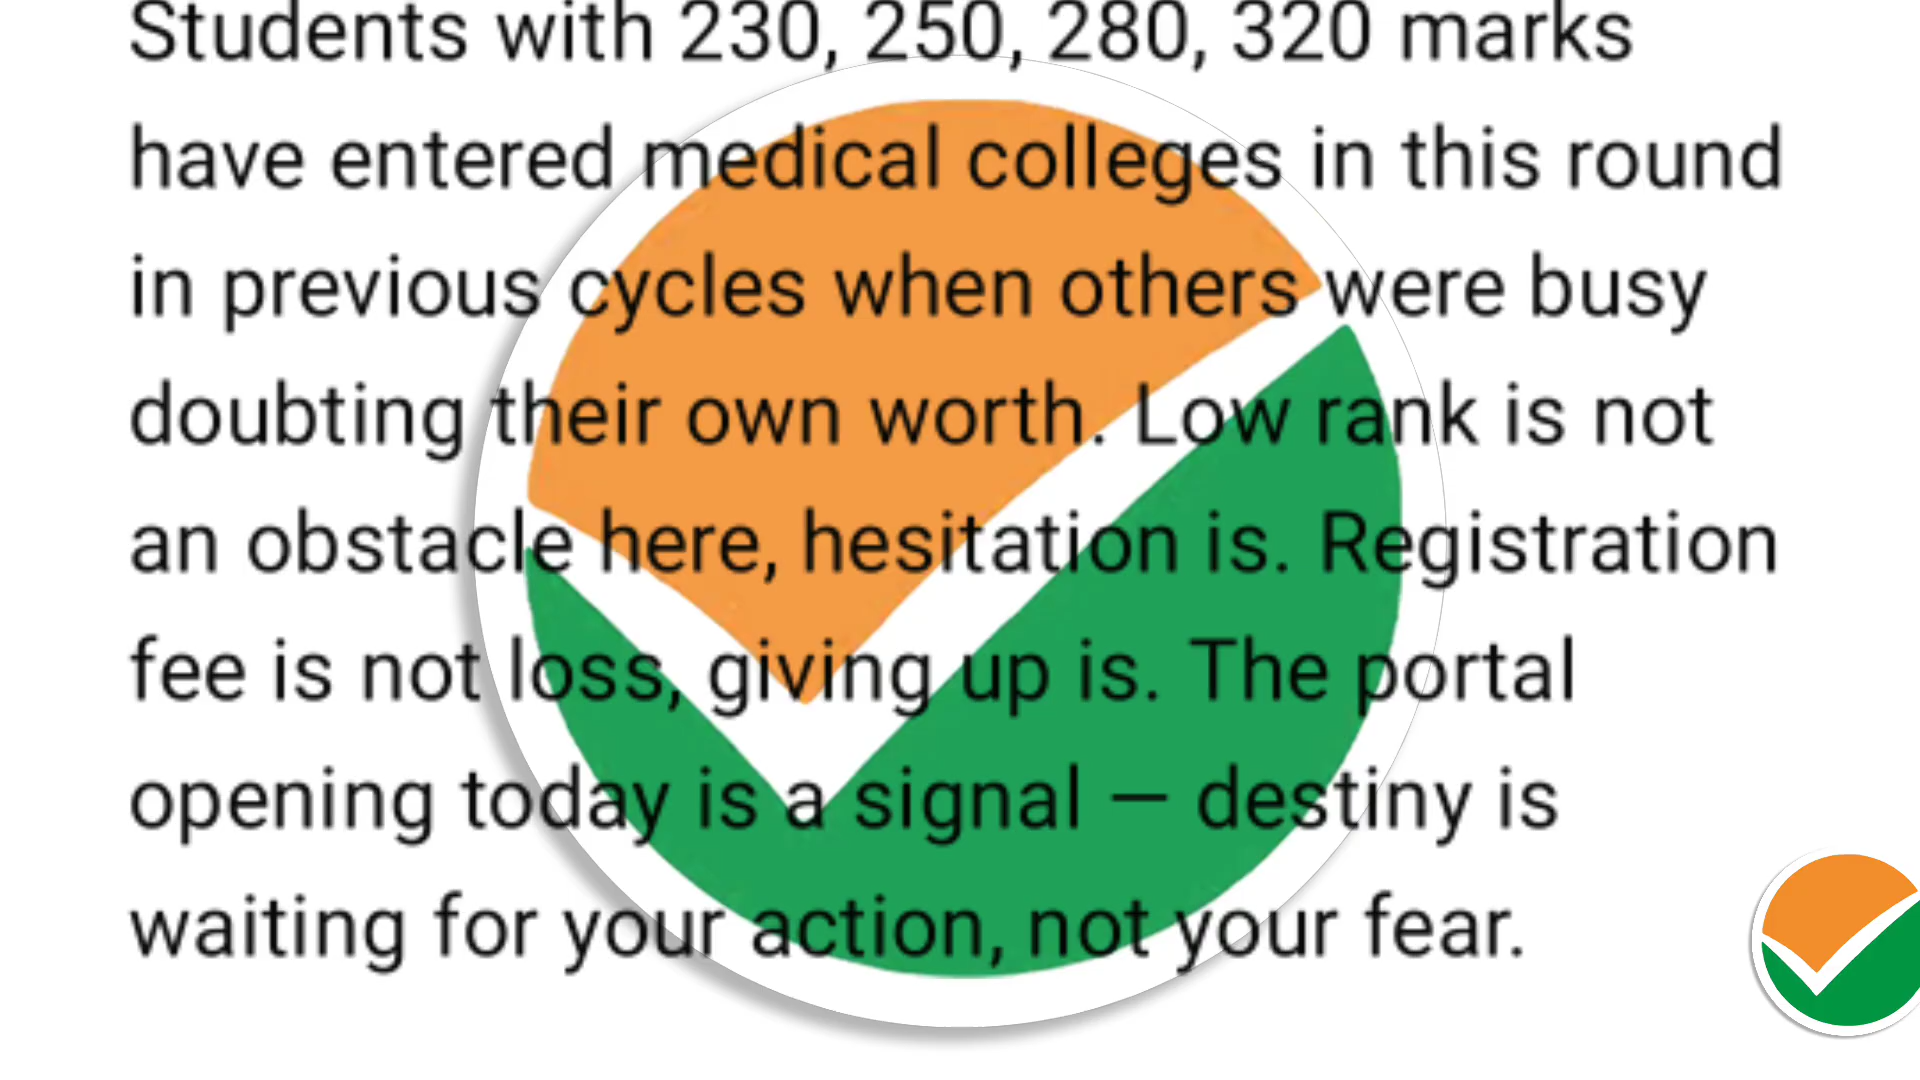 Students with 230, 250, 280, 320 marks
have entered medical colleges in this round
in previous cycles when others were busy
doubting their own worth. Low rank is not
an obstacle here, hesitation is. Registration
fee is not loss, giving up is. The portal
opening today is a signal — destiny is
waiting for your action, not your fear.